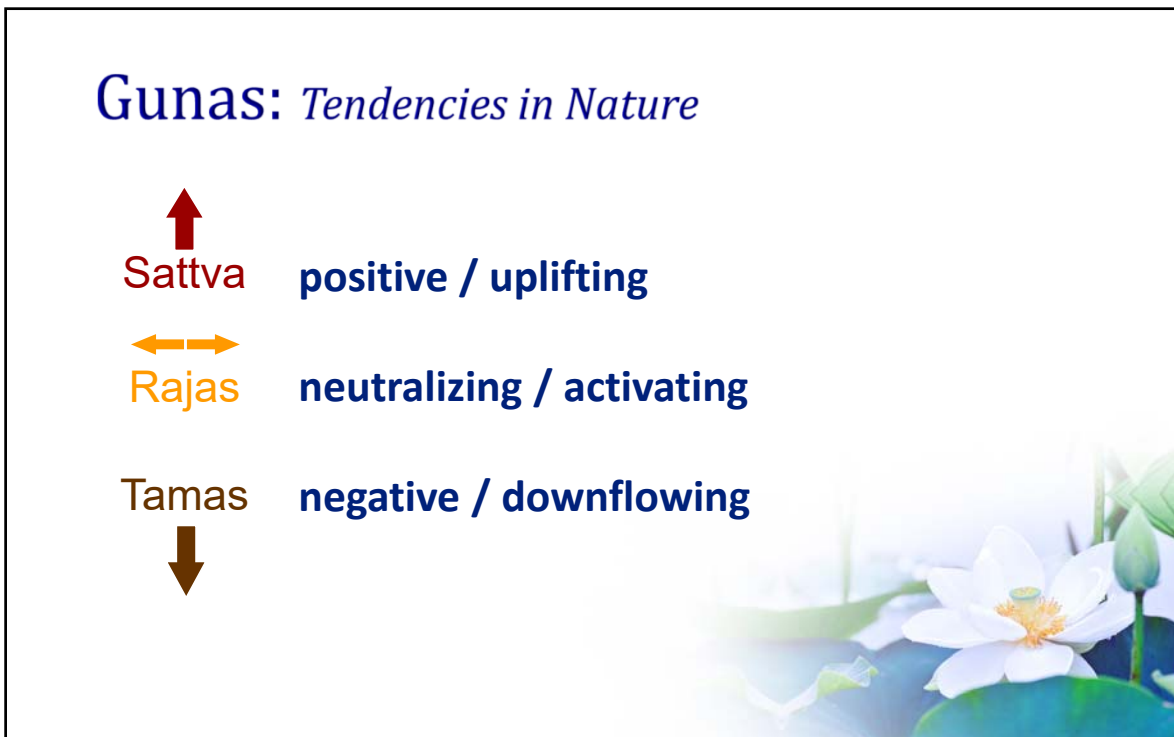 Gunas: Tendencies in Nature
Sattva positive / uplifting
Rajas neutralizing / activating
Tamas negative / downflowing